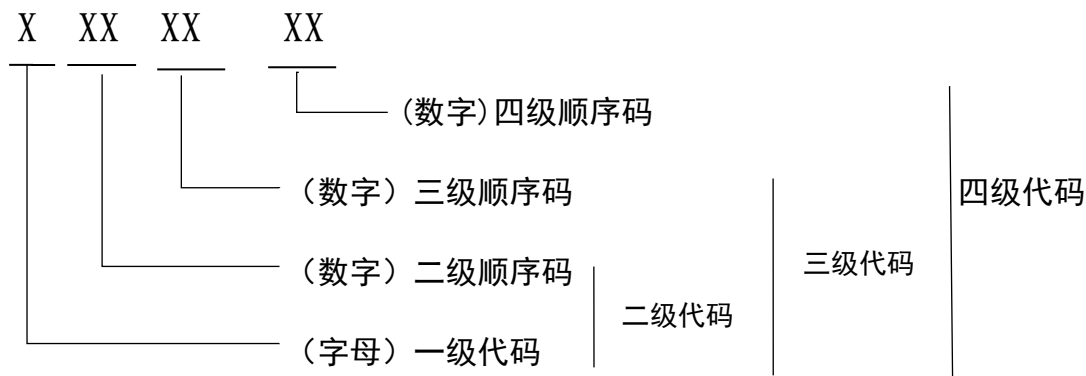 X XX XX XX
(数字)四级顺序码
（数字）三级顺序码
四级代码
（数字）二级顺序码
三级代码
二级代码
（字母）一级代码